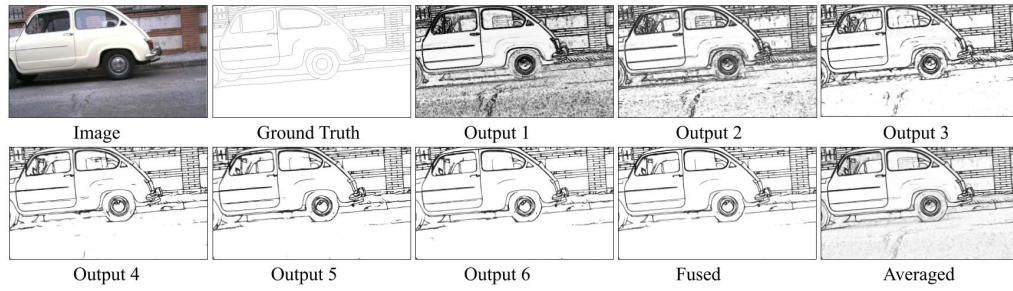 Image
Ground Truth
Output 1
Output 2
Output 3
Output 4
Output 5
Output 6
Fused
Averaged